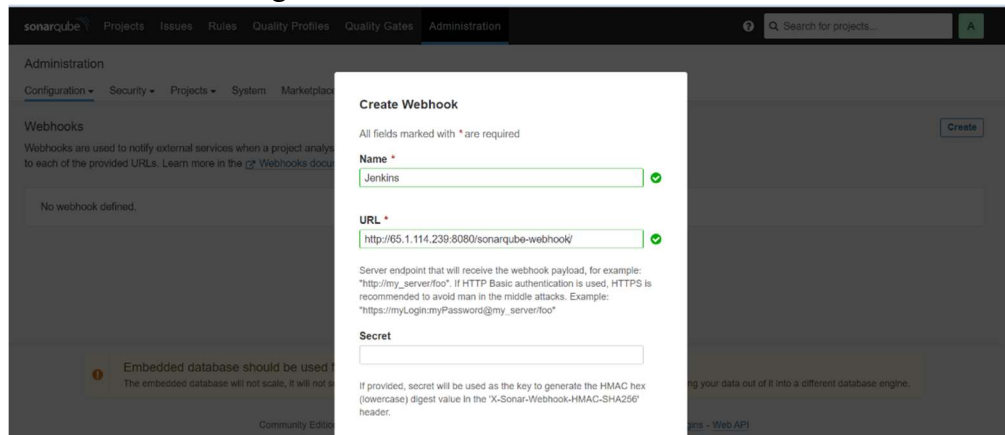 sonarqube Projects Issues Rules Quality Profiles Quality Gates Administration Search for projects... A
Administration
Configuration Security Projects System Marketplace
Webhooks
Create
Webhooks are used to notify external services when a project analys
to each of the provided URLs. Learn more in the Webhooks docu
No webhook defined.
Create Webhook
All fields marked with * are required
Name *
Jenkins
URL *
http://65.1.114.239:8080/sonarqube-webhook/
Server endpoint that will receive the webhook payload, for example:
"http://my_server/foo". If HTTP Basic authentication is used, HTTPS is
recommended to avoid man in the middle attacks. Example:
"https://myLogin:myPassword@my_server/foo"
Secret
If provided, secret will be used as the key to generate the HMAC hex
(lowercase) digest value in the 'X-Sonar-Webhook-HMAC-SHA256'
header.
Embedded database should be used f
The embedded database will not scale, it will not s ng your data out of it into a different database engine.
Community Editio gins - Web API